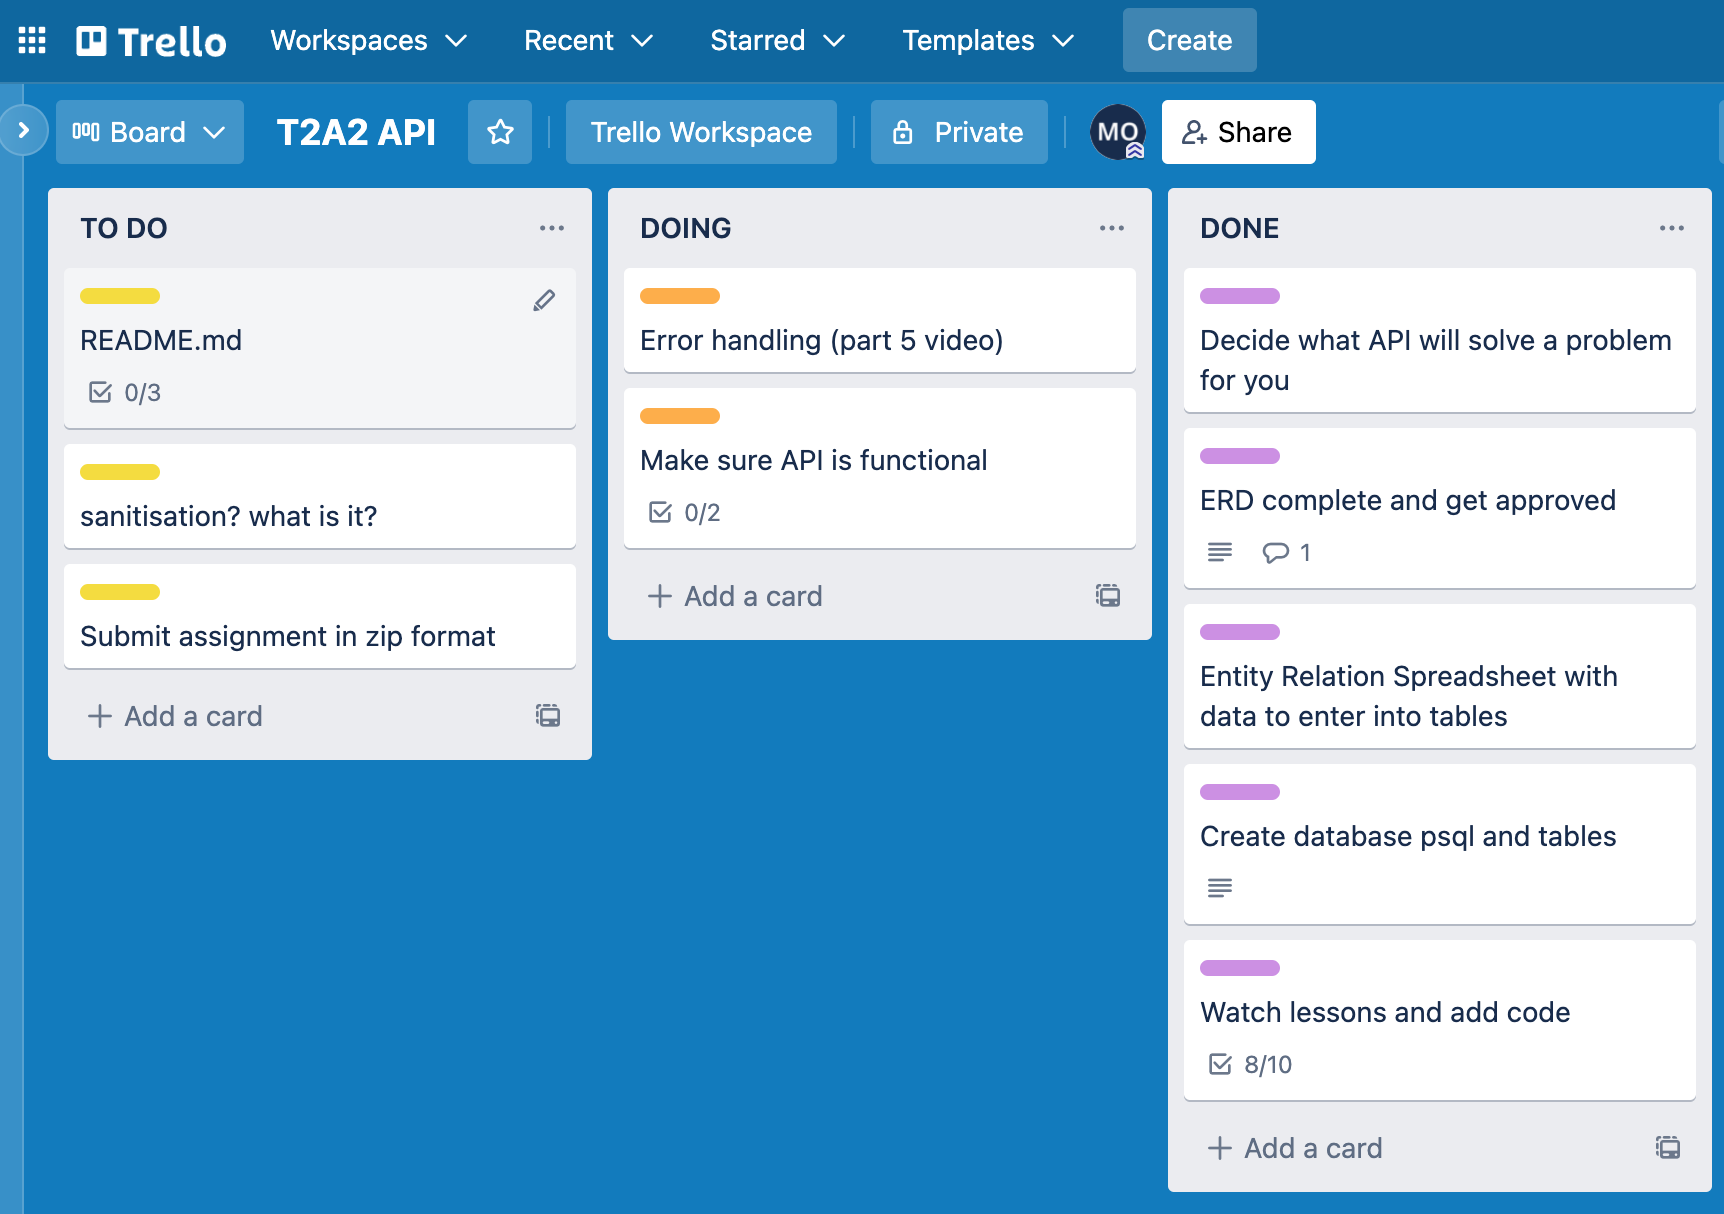 Trello Workspaces Recent Starred Templates Create
Board T2A2 API Trello Workspace Private MO Share
TO DO
README.md
0/3
sanitisation? what is it?
Submit assignment in zip format
Add a card
DOING
Error handling (part 5 video)
Make sure API is functional
0/2
Add a card
DONE
Decide what API will solve a problem
for you
ERD complete and get approved
1
Entity Relation Spreadsheet with
data to enter into tables
Create database psql and tables
Watch lessons and add code
8/10
Add a card